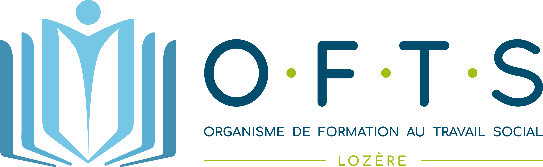 O·F·T·S
ORGANISME DE FORMATION AU TRAVAIL SOCIAL
LOZÈRE